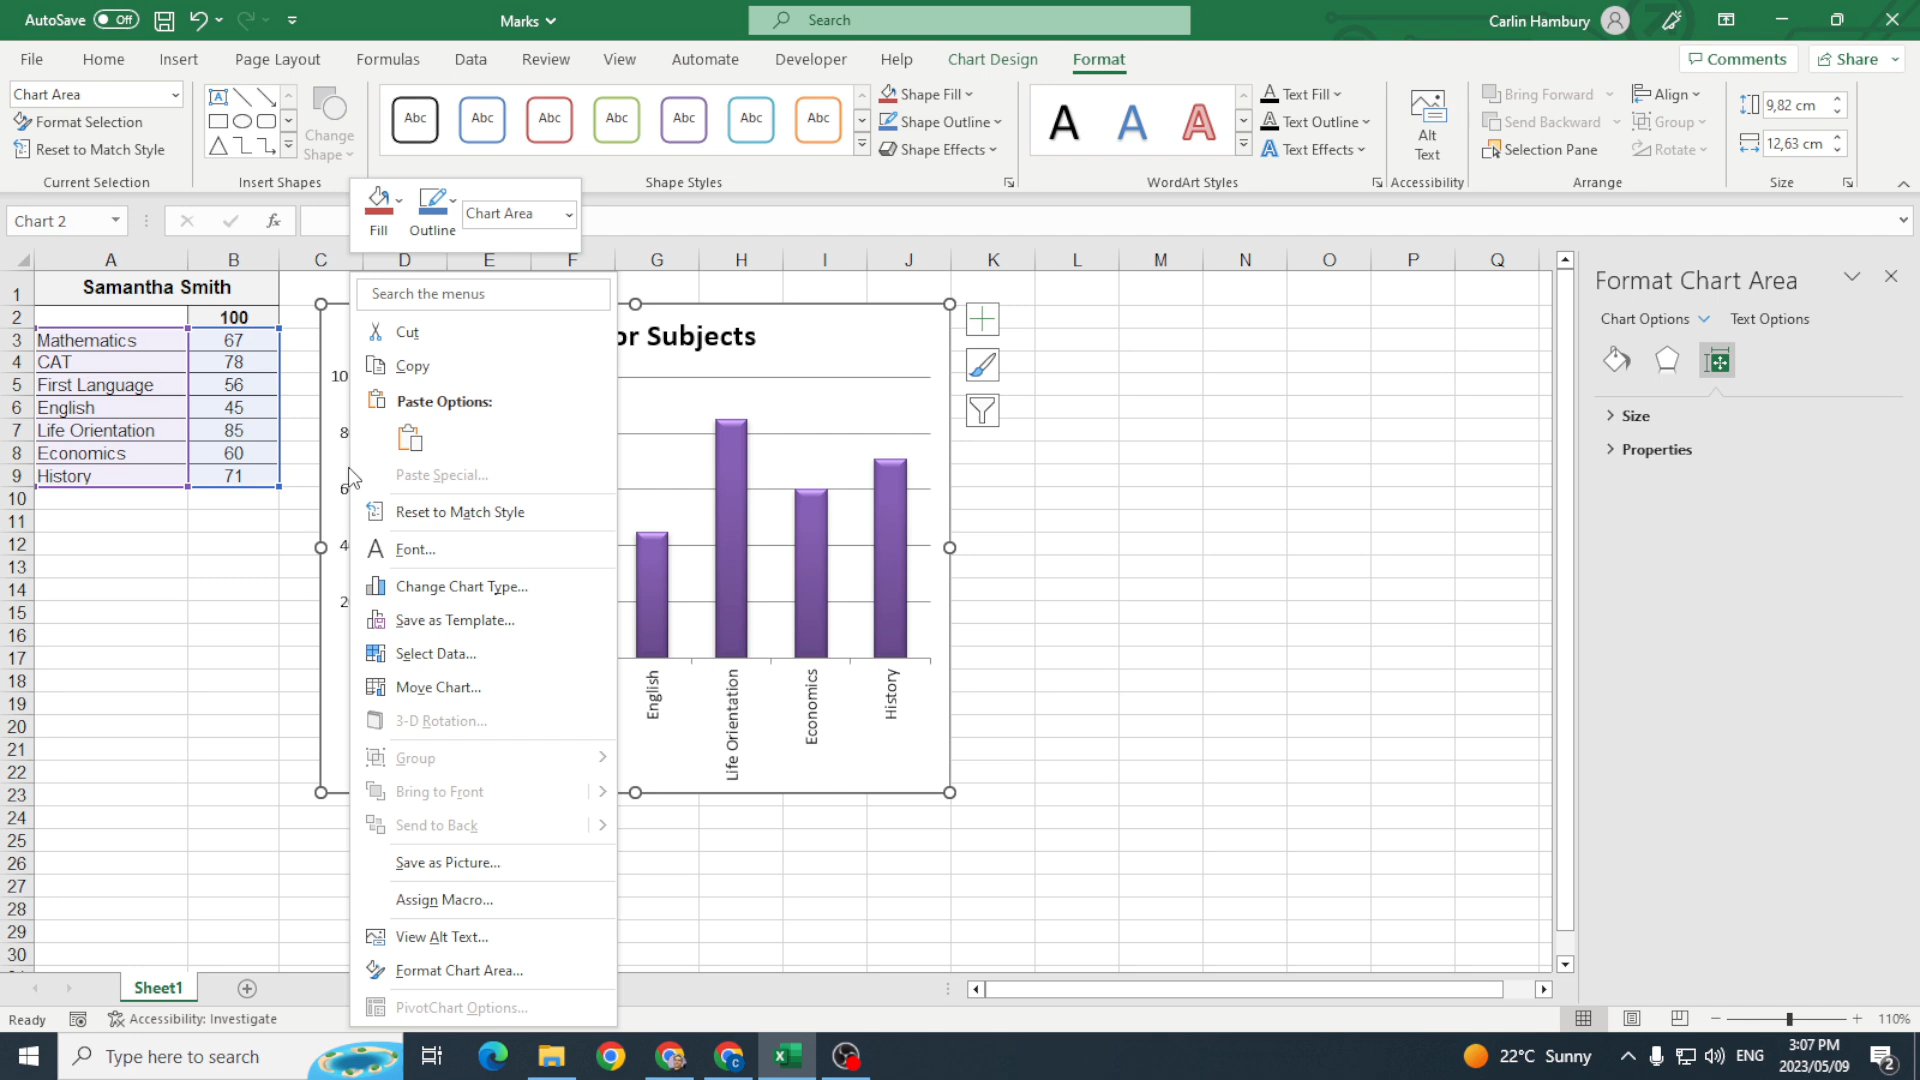 AutoSave Off Marks Search Carlin Hambury
File Home Insert Page Layout Formulas Data Review View Automate Developer Help Chart Design Format Comments Share
Chart Area
Format Selection
Reset to Match Style
Current Selection
Change
Shape
Insert Shapes
Abc Abc Abc Abc Abc Abc Abc
Shape Fill
Shape Outline
Shape Effects
Shape Styles
A A A
Text Fill
Text Outline
Text Effects
WordArt Styles
Alt
Text
Accessibility
Bring Forward
Send Backward
Selection Pane
Align
Group
Rotate
Arrange
9,82 cm
12,63 cm
Size
Chart 2 fx
Fill Outline Chart Area
A B C D E F G H J K L M N O P Q
I
1 Samantha Smith
2 100
3 Mathematics 67
4 CAT 78
5 First Language 56
6 English 45
7 Life Orientation 85
8 Economics 60
9 History 71
10
11
12
13
14
15
16
17
18
19
20
21
22
23
24
25
26
27
28
29
30
Search the menus
Cut
Copy
Paste Options:
Paste Special...
Reset to Match Style
Font...
Change Chart Type...
Save as Template...
Select Data...
Move Chart...
3-D Rotation...
Group
Bring to Front
Send to Back
Save as Picture...
Assign Macro...
View Alt Text...
Format Chart Area...
PivotChart Options...
or Subjects
10
8
6
4
2
English
Life Orientation
Economics
History
Format Chart Area
Chart Options Text Options
Size
Properties
Sheet1
Ready Accessibility: Investigate 110%
Type here to search 22°C Sunny ENG
3:07 PM
2023/05/09
2